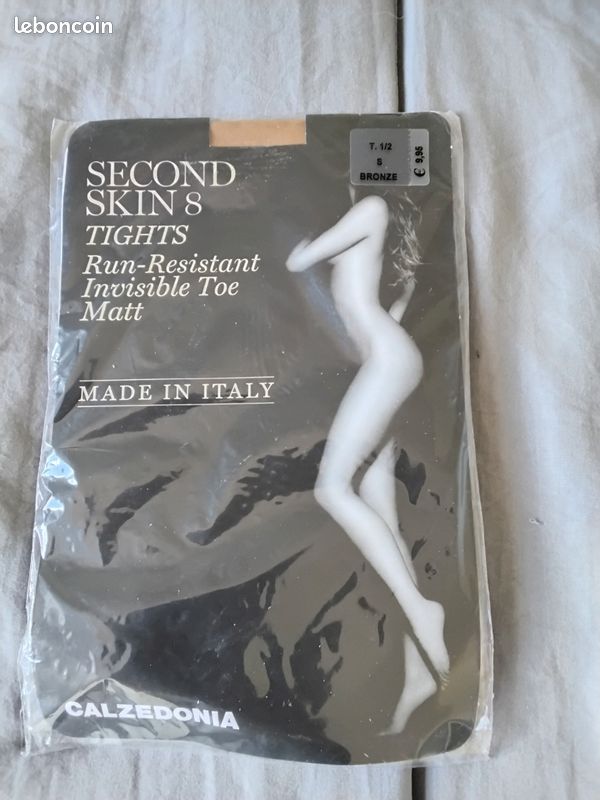 leboncoin
T. 1/2
S
BRONZE
€ 9,95
SECOND
SKIN 8
TIGHTS
Run-Resistant
Invisible Toe
Matt
MADE IN ITALY
CALZEDONIA